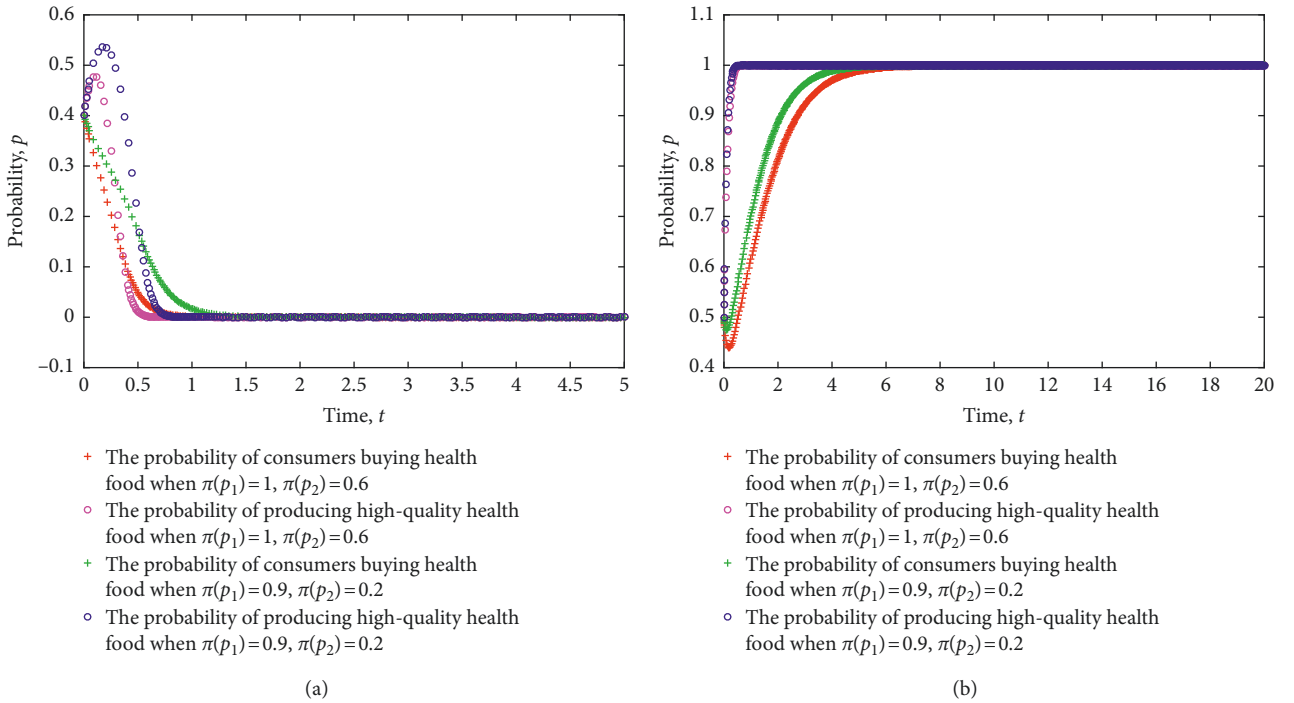 0.6
0.5
0.4
0.3
0.2
0.1
0
−0.1
Probability, p
0 0.5 1 1.5 2 2.5 3 3.5 4 4.5 5
Time, t
The probability of consumers buying health
food when π(p₁) = 1, π(p₂) = 0.6
The probability of producing high-quality health
food when π(p₁) = 1, π(p₂) = 0.6
The probability of consumers buying health
food when π(p₁) = 0.9, π(p₂) = 0.2
The probability of producing high-quality health
food when π(p₁) = 0.9, π(p₂) = 0.2
(a)
1.1
1
0.9
0.8
0.7
0.6
0.5
0.4
Probability, p
0 2 4 6 8 10 12 14 16 18 20
Time, t
The probability of consumers buying health
food when π(p₁) = 1, π(p₂) = 0.6
The probability of producing high-quality health
food when π(p₁) = 1, π(p₂) = 0.6
The probability of consumers buying health
food when π(p₁) = 0.9, π(p₂) = 0.2
The probability of producing high-quality health
food when π(p₁) = 0.9, π(p₂) = 0.2
(b)